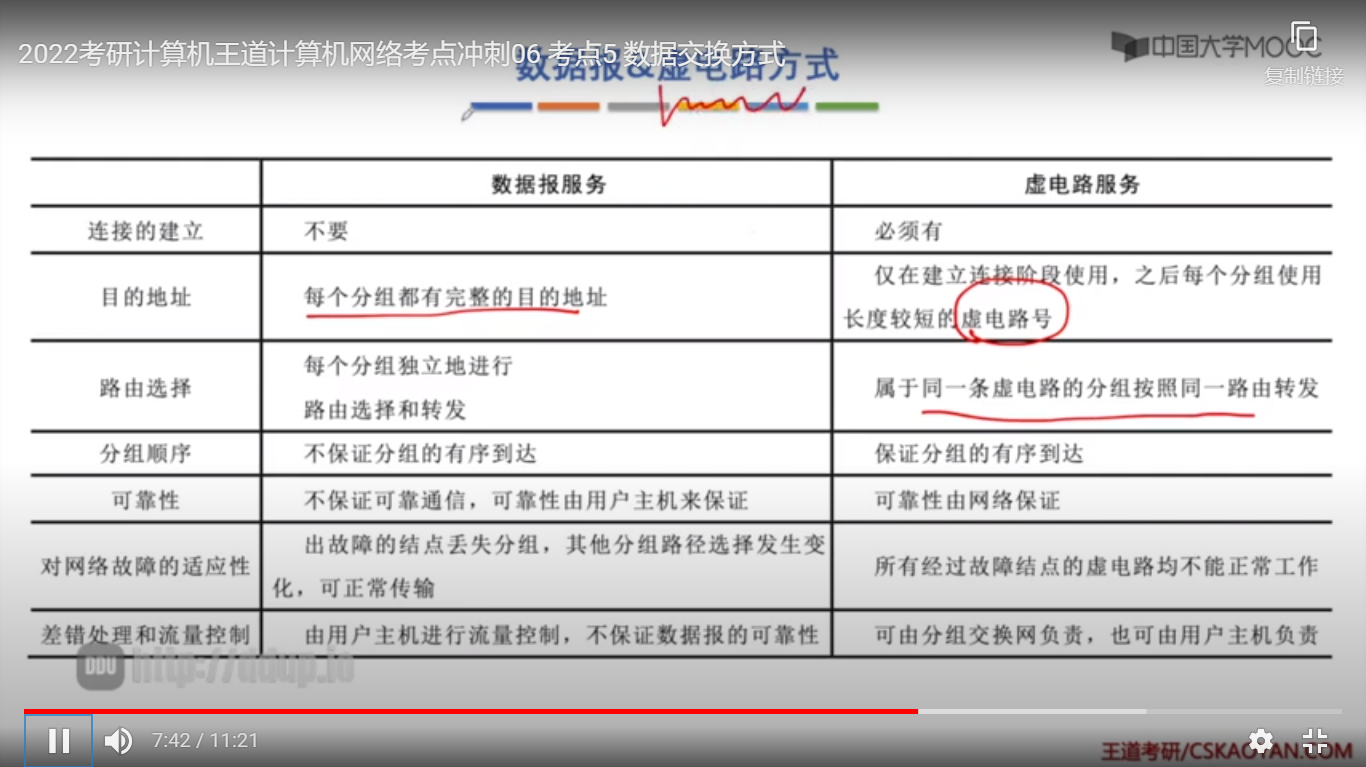 2022考研计算机王道计算机网络考点冲刺06 考点5 数据交换方式
数据报&虚电路方式
中国大学MOOC
复制链接
数据报服务 虚电路服务
连接的建立 不要 必须有
目的地址 每个分组都有完整的目的地址 仅在建立连接阶段使用，之后每个分组使用
长度较短的虚电路号
路由选择 每个分组独立地进行
路由选择和转发 属于同一条虚电路的分组按照同一路由转发
分组顺序 不保证分组的有序到达 保证分组的有序到达
可靠性 不保证可靠通信，可靠性由用户主机来保证 可靠性由网络保证
对网络故障的适应性 出故障的结点丢失分组，其他分组路径选择发生变
化，可正常传输 所有经过故障结点的虚电路均不能正常工作
差错处理和流量控制 由用户主机进行流量控制，不保证数据报的可靠性 可由分组交换网负责，也可由用户主机负责
DDU http://ddup.io
7:42 / 11:21
王道考研/CSKAOYAN.COM